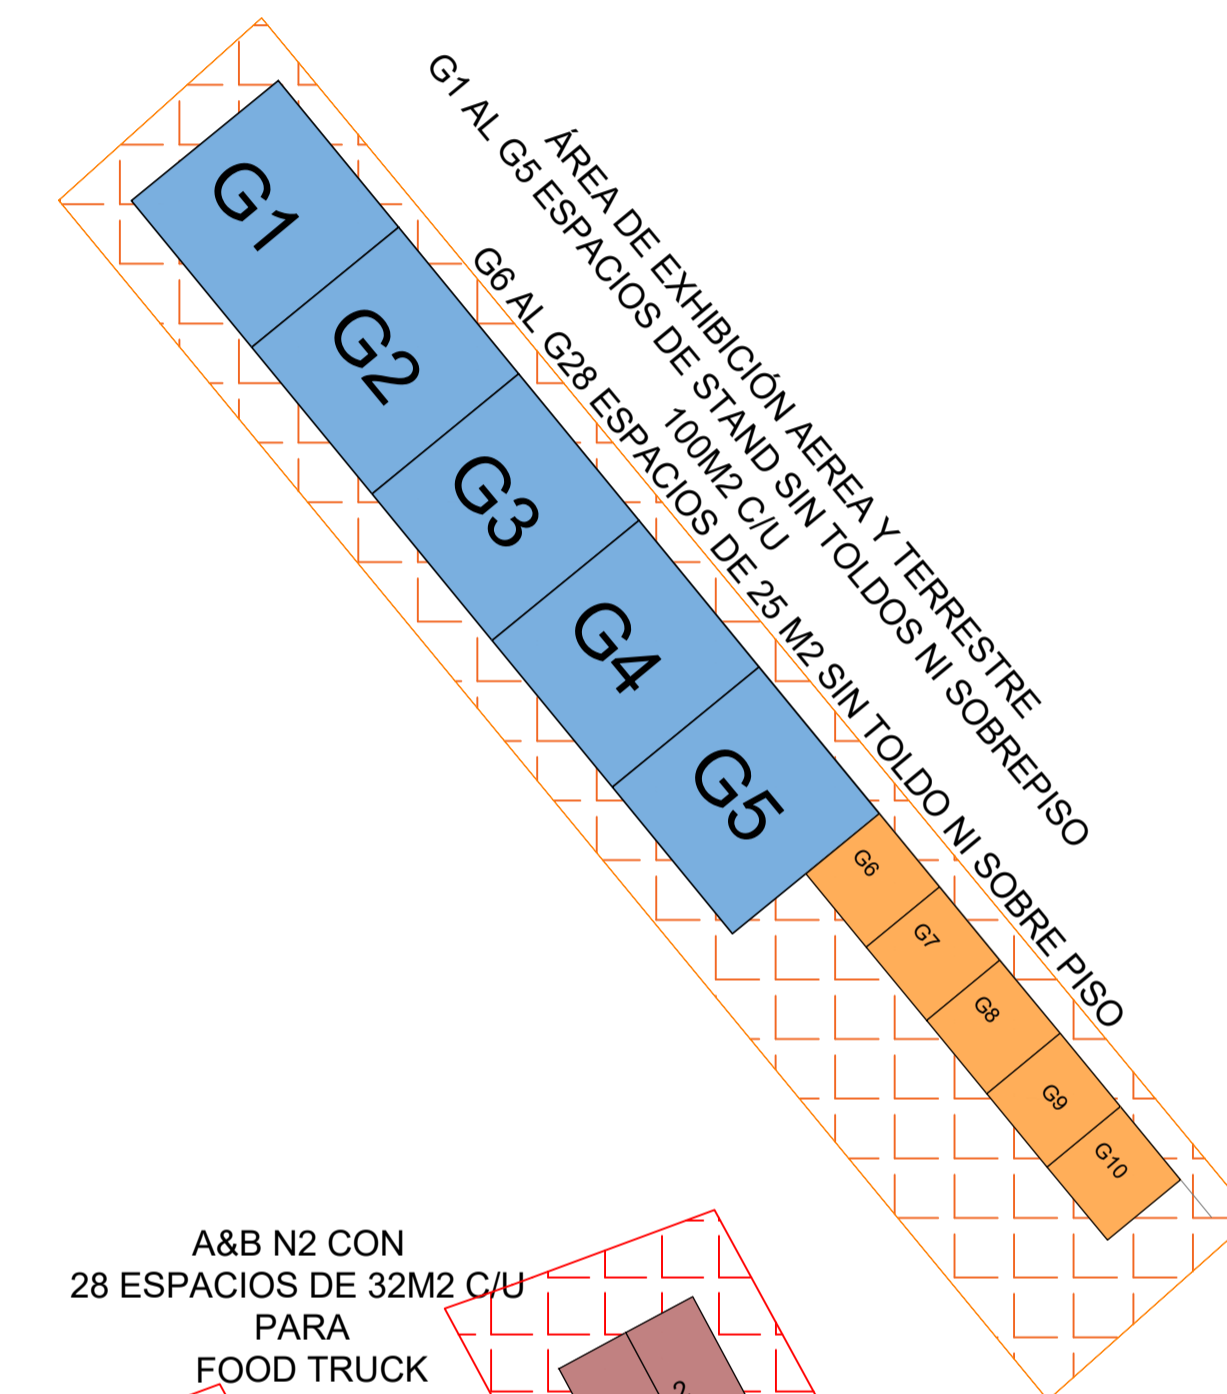 ÁREA DE EXHIBICIÓN AEREA Y TERRESTRE
G1 AL G5 ESPACIOS DE STAND SIN TOLDOS NI SOBREPISO
100M2 C/U
G6 AL G28 ESPACIOS DE 25 M2 SIN TOLDO NI SOBRE PISO
G1
G2
G3
G4
G5
G6
G7
G8
G9
G10
A&B N2 CON
28 ESPACIOS DE 32M2 C/U
PARA
FOOD TRUCK